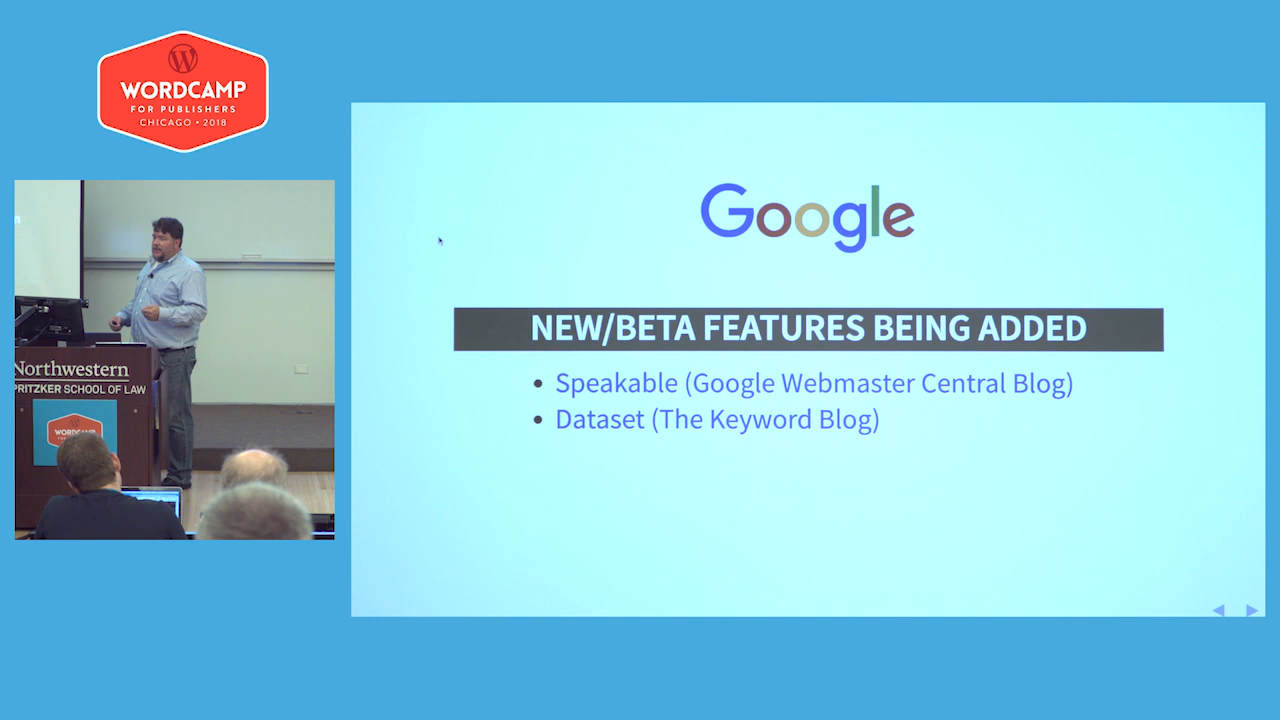 WORDCAMP
FOR PUBLISHERS
CHICAGO • 2018
Google
NEW/BETA FEATURES BEING ADDED
• Speakable (Google Webmaster Central Blog)
• Dataset (The Keyword Blog)
Northwestern
PRITZKER SCHOOL OF LAW
WORDCAMP